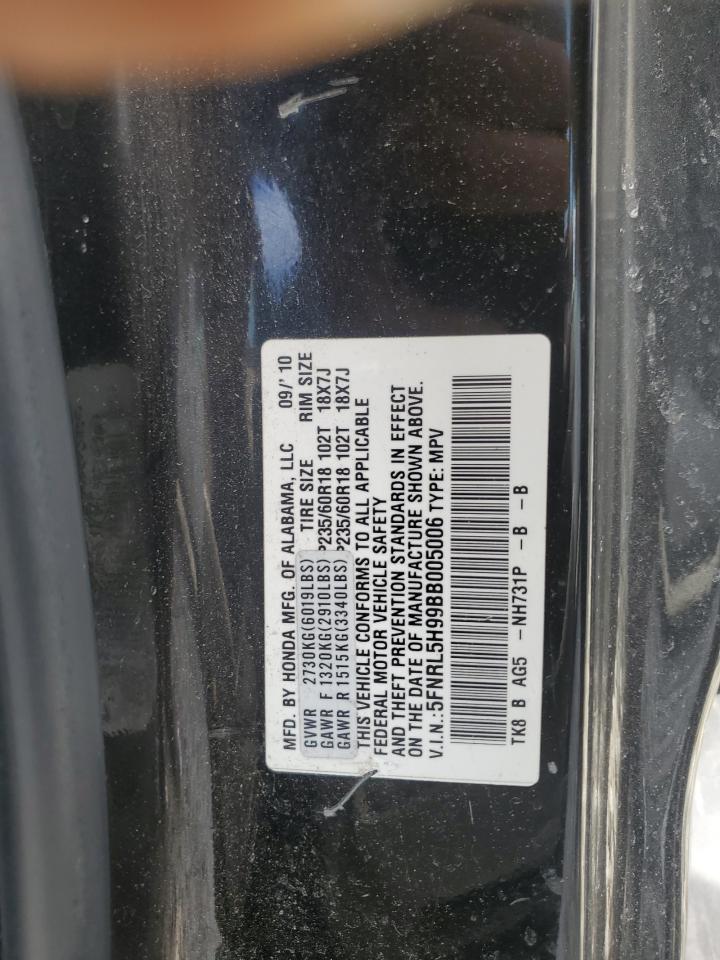 MFD. BY HONDA MFG. OF ALABAMA, LLC 09/' 10
GVWR 2730KG(6019LBS) TIRE SIZE RIM SIZE
GAWR F 1320KG(2910LBS) P235/60R18 102T 18X7J
GAWR R 1515KG(3340LBS) P235/60R18 102T 18X7J
THIS VEHICLE CONFORMS TO ALL APPLICABLE
FEDERAL MOTOR VEHICLE SAFETY
AND THEFT PREVENTION STANDARDS IN EFFECT
ON THE DATE OF MANUFACTURE SHOWN ABOVE.
V.I.N.:5FNRL5H99BB005006 TYPE: MPV
TK8 B AG5 -NH731P -B -B